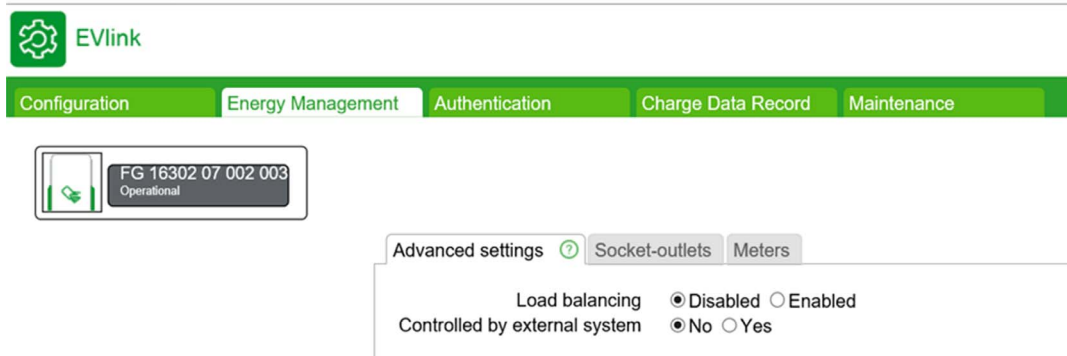 EVlink
Configuration Energy Management Authentication Charge Data Record Maintenance
FG 16302 07 002 003
Operational
Advanced settings ? Socket-outlets Meters
Load balancing Disabled Enabled
Controlled by external system No Yes